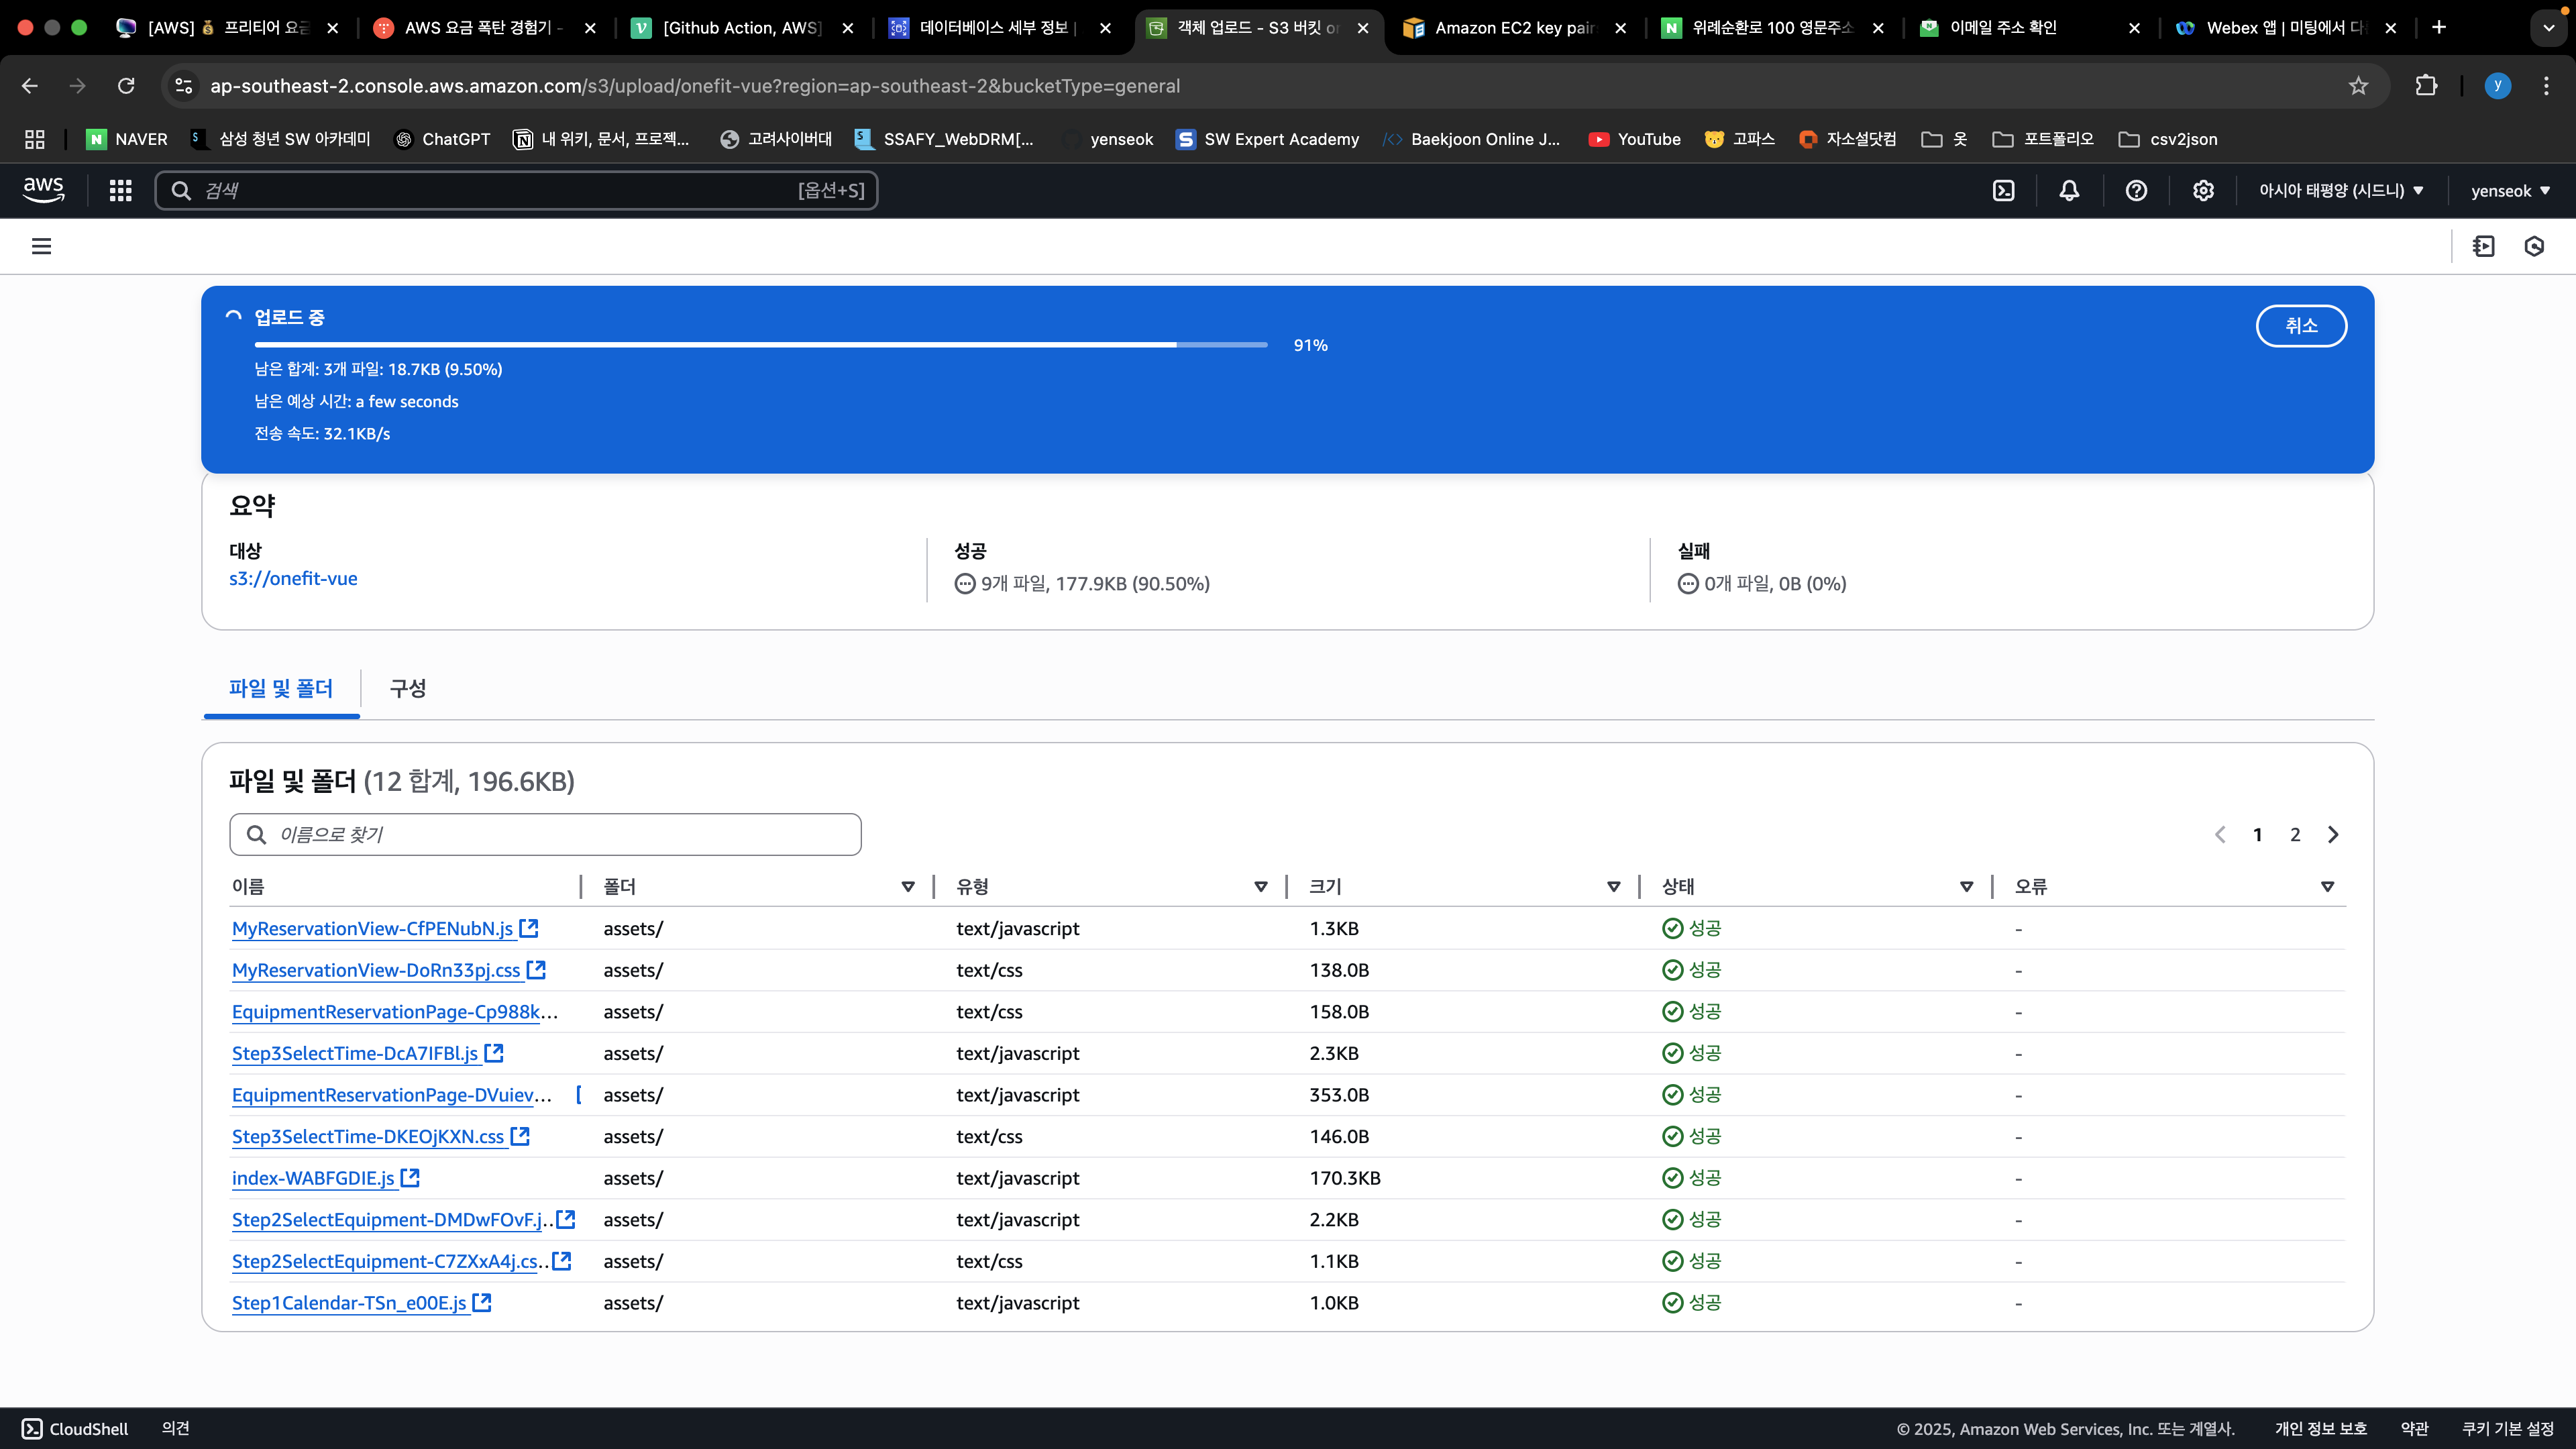 [AWS] 💰 프리티어 요금
AWS 요금 폭탄 경험기 -
[Github Action, AWS]
데이터베이스 세부 정보 |
객체 업로드 - S3 버킷 on
Amazon EC2 key pair
위례순환로 100 영문주소
이메일 주소 확인
Webex 앱 | 미팅에서 다
ap-southeast-2.console.aws.amazon.com/s3/upload/onefit-vue?region=ap-southeast-2&bucketType=general
y
NAVER
삼성 청년 SW 아카데미
ChatGPT
내 위키, 문서, 프로젝...
고려사이버대
SSAFY_WebDRM[...
yenseok
SW Expert Academy
Baekjoon Online J...
YouTube
고파스
자소설닷컴
옷
포트폴리오
csv2json
aws
검색
[옵션+S]
아시아 태평양 (시드니)
yenseok
업로드 중
91%
취소
남은 합계: 3개 파일: 18.7KB (9.50%)
남은 예상 시간: a few seconds
전송 속도: 32.1KB/s
요약
대상
s3://onefit-vue
성공
9개 파일, 177.9KB (90.50%)
실패
0개 파일, 0B (0%)
파일 및 폴더
구성
파일 및 폴더 (12 합계, 196.6KB)
이름으로 찾기
1 2
이름 폴더 유형 크기 상태 오류
MyReservationView-CfPENubN.js assets/ text/javascript 1.3KB 성공 -
MyReservationView-DoRn33pj.css assets/ text/css 138.0B 성공 -
EquipmentReservationPage-Cp988k... assets/ text/css 158.0B 성공 -
Step3SelectTime-DcA7IFBl.js assets/ text/javascript 2.3KB 성공 -
EquipmentReservationPage-DVuiev... assets/ text/javascript 353.0B 성공 -
Step3SelectTime-DKEOjKXN.css assets/ text/css 146.0B 성공 -
index-WABFGDIE.js assets/ text/javascript 170.3KB 성공 -
Step2SelectEquipment-DMDwFOvF.j.. assets/ text/javascript 2.2KB 성공 -
Step2SelectEquipment-C7ZXxA4j.cs.. assets/ text/css 1.1KB 성공 -
Step1Calendar-TSn_e00E.js assets/ text/javascript 1.0KB 성공 -
CloudShell
의견
© 2025, Amazon Web Services, Inc. 또는 계열사.
개인 정보 보호
약관
쿠키 기본 설정